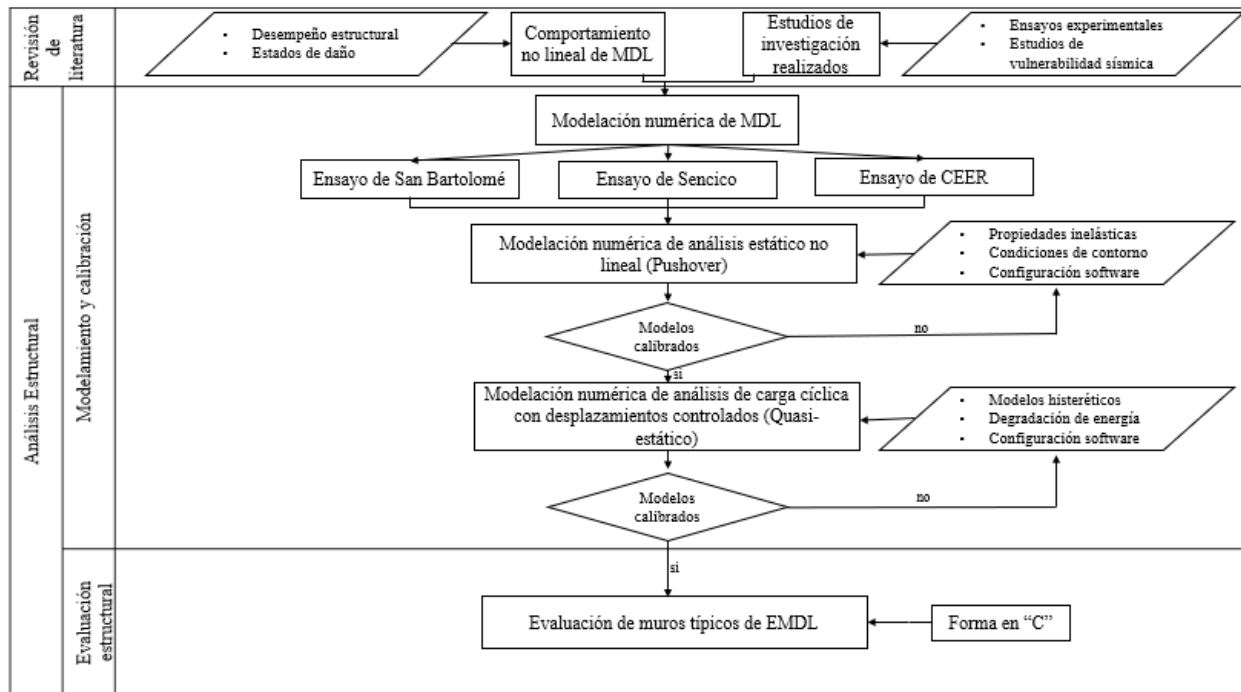 Revisión
de
literatura
▪ Desempeño estructural
▪ Estados de daño
Comportamiento
no lineal de MDL
Estudios de
investigación
realizados
▪ Ensayos experimentales
▪ Estudios de
vulnerabilidad sísmica
Análisis Estructural
Modelamiento y calibración
Modelación numérica de MDL
Ensayo de San Bartolomé
Ensayo de Sencico
Ensayo de CEER
Modelación numérica de análisis estático no
lineal (Pushover)
▪ Propiedades inelásticas
▪ Condiciones de contorno
▪ Configuración software
Modelos
calibrados
no
si
Modelación numérica de análisis de carga cíclica
con desplazamientos controlados (Quasi-
estático)
▪ Modelos histeréticos
▪ Degradación de energía
▪ Configuración software
Modelos
calibrados
no
si
Evaluación
estructural
Evaluación de muros típicos de EMDL
Forma en “C”